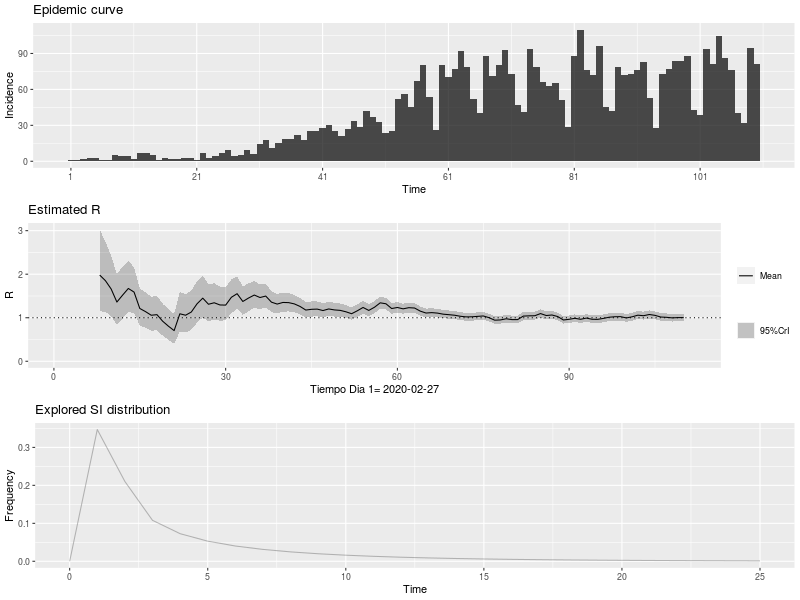 Epidemic curve
90
60
30
0
Incidence
1 21 41 61 81 101
Time
Estimated R
3
2
1
0
R
0 30 60 90
Tiempo Dia 1= 2020-02-27
Mean
95%CrI
Explored SI distribution
0.3
0.2
0.1
0.0
Frequency
0 5 10 15 20 25
Time